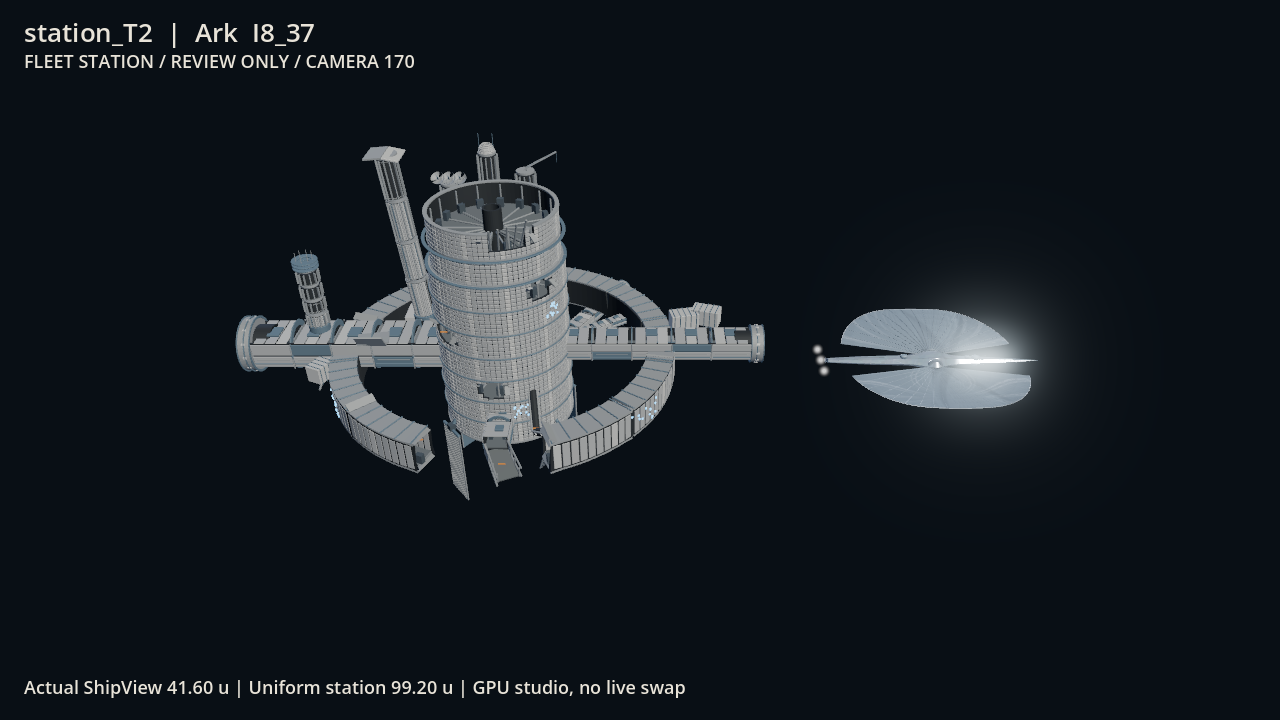 station_T2 | Ark I8_37
FLEET STATION / REVIEW ONLY / CAMERA 170
Actual ShipView 41.60 u | Uniform station 99.20 u | GPU studio, no live swap